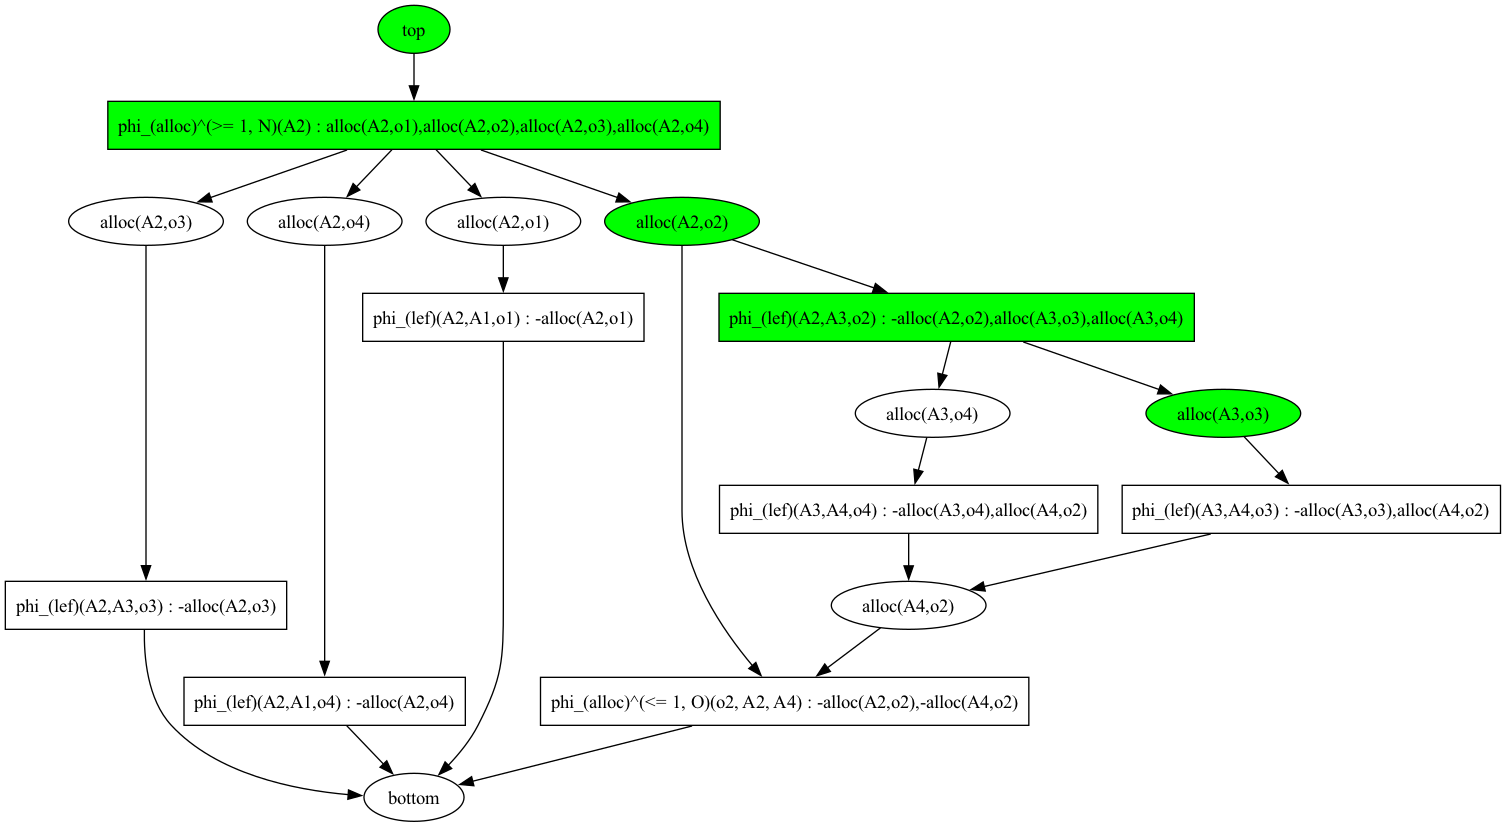 top
phi_(alloc)^(>= 1, N)(A2) : alloc(A2,o1),alloc(A2,o2),alloc(A2,o3),alloc(A2,o4)
alloc(A2,o3)
alloc(A2,o4)
alloc(A2,o1)
alloc(A2,o2)
phi_(lef)(A2,A1,o1) : -alloc(A2,o1)
phi_(lef)(A2,A3,o2) : -alloc(A2,o2),alloc(A3,o3),alloc(A3,o4)
alloc(A3,o4)
alloc(A3,o3)
phi_(lef)(A3,A4,o4) : -alloc(A3,o4),alloc(A4,o2)
phi_(lef)(A3,A4,o3) : -alloc(A3,o3),alloc(A4,o2)
phi_(lef)(A2,A3,o3) : -alloc(A2,o3)
alloc(A4,o2)
phi_(lef)(A2,A1,o4) : -alloc(A2,o4)
phi_(alloc)^(<= 1, O)(o2, A2, A4) : -alloc(A2,o2),-alloc(A4,o2)
bottom